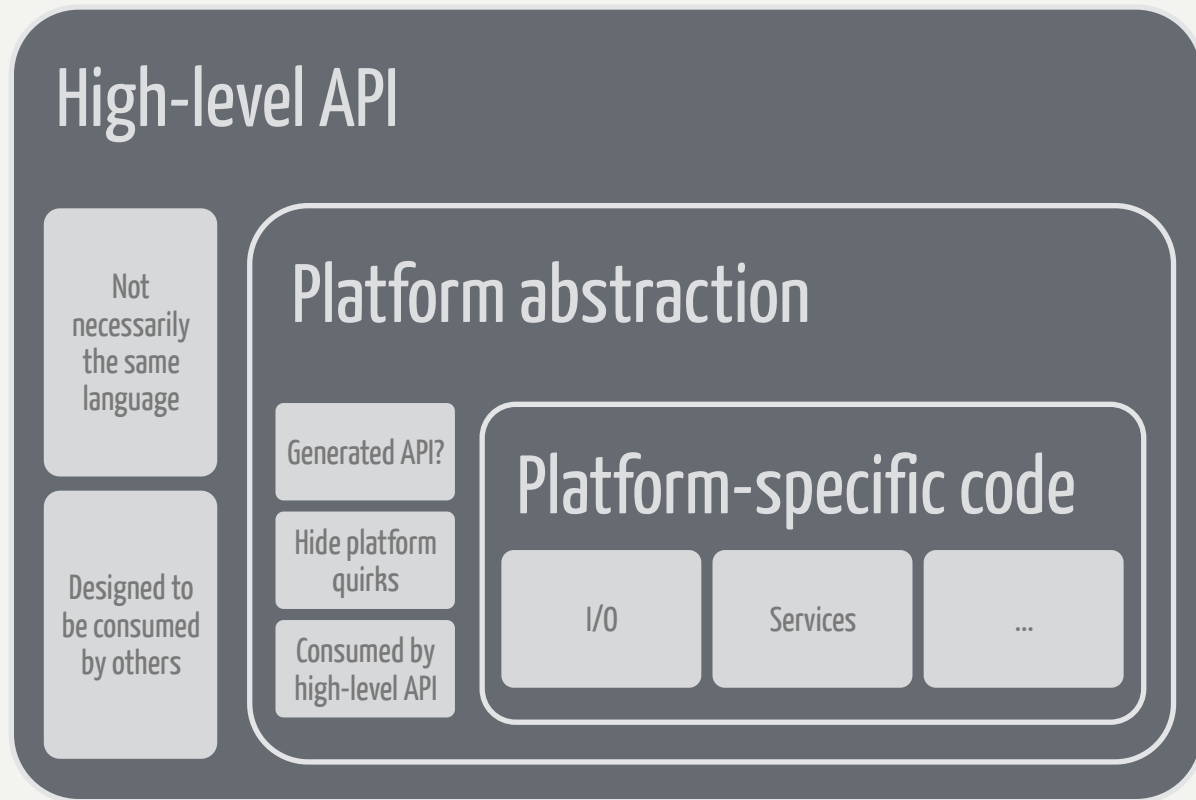 High-level API
Not
necessarily
the same
language
Designed to
be consumed
by others
Platform abstraction
Generated API?
Hide platform
quirks
Consumed by
high-level API
Platform-specific code
I/O
Services
...